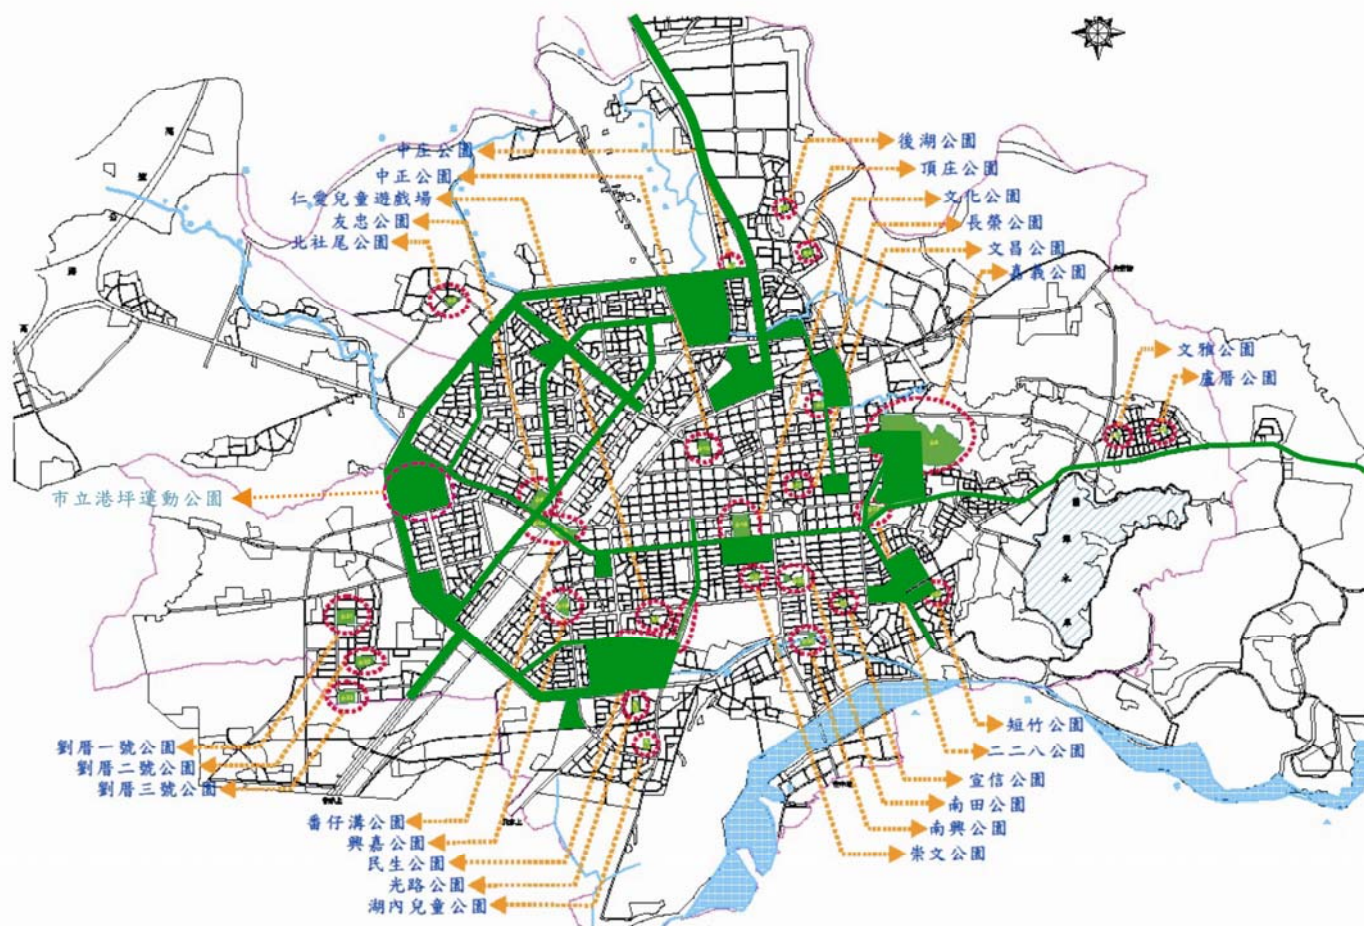 中庄公園
中正公園
仁愛兒童遊戲場
友忠公園
北社尾公園
後湖公園
頂庄公園
文化公園
長榮公園
文昌公園
嘉義公園
文雅公園
盧厝公園
市立港坪運動公園
劉厝一號公園
劉厝二號公園
劉厝三號公園
番仔溝公園
興嘉公園
民生公園
光路公園
湖內兒童公園
短竹公園
二二八公園
宣信公園
南田公園
南興公園
崇文公園